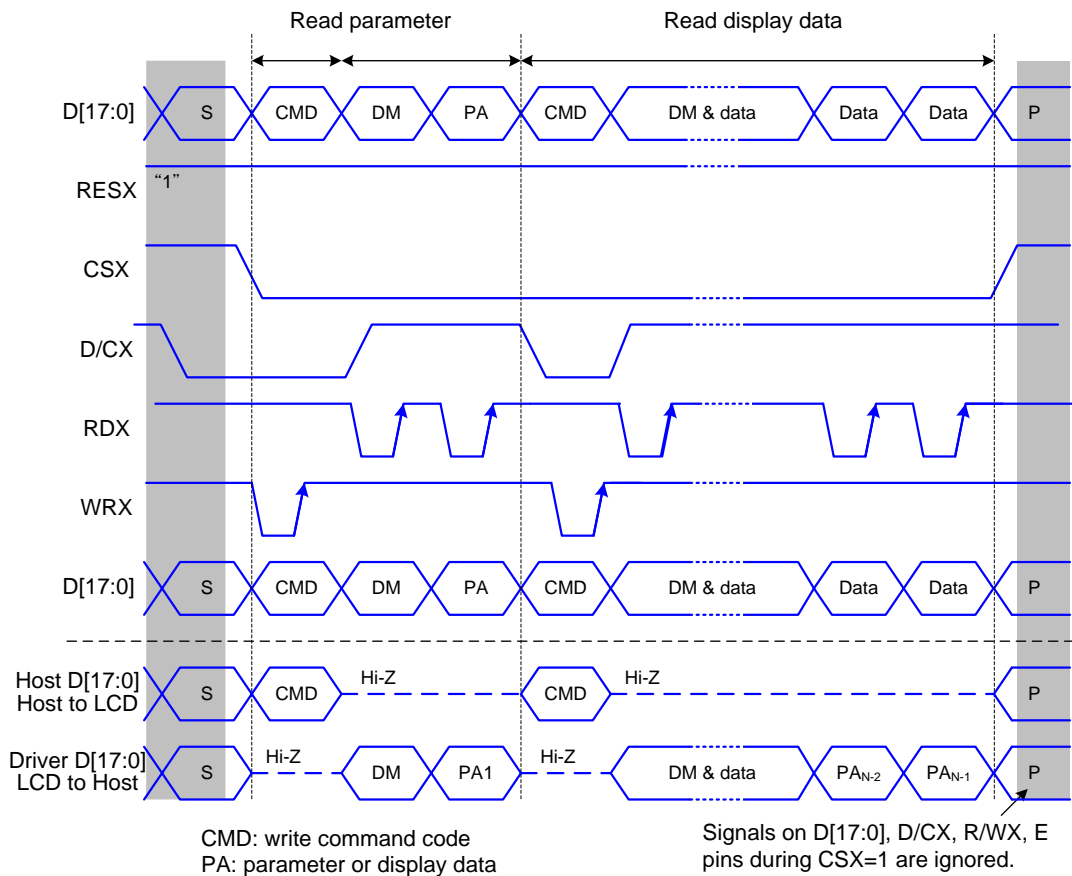 Read parameter
Read display data
D[17:0]
S
CMD
DM
PA
CMD
DM & data
Data
Data
P
RESX
“1”
CSX
D/CX
RDX
WRX
D[17:0]
S
CMD
DM
PA
CMD
DM & data
Data
Data
P
Host D[17:0]
Host to LCD
S
CMD
Hi-Z
CMD
Hi-Z
P
Driver D[17:0]
LCD to Host
S
Hi-Z
DM
PA1
Hi-Z
DM & data
PAN-2
PAN-1
P
CMD: write command code
PA: parameter or display data
Signals on D[17:0], D/CX, R/WX, E
pins during CSX=1 are ignored.